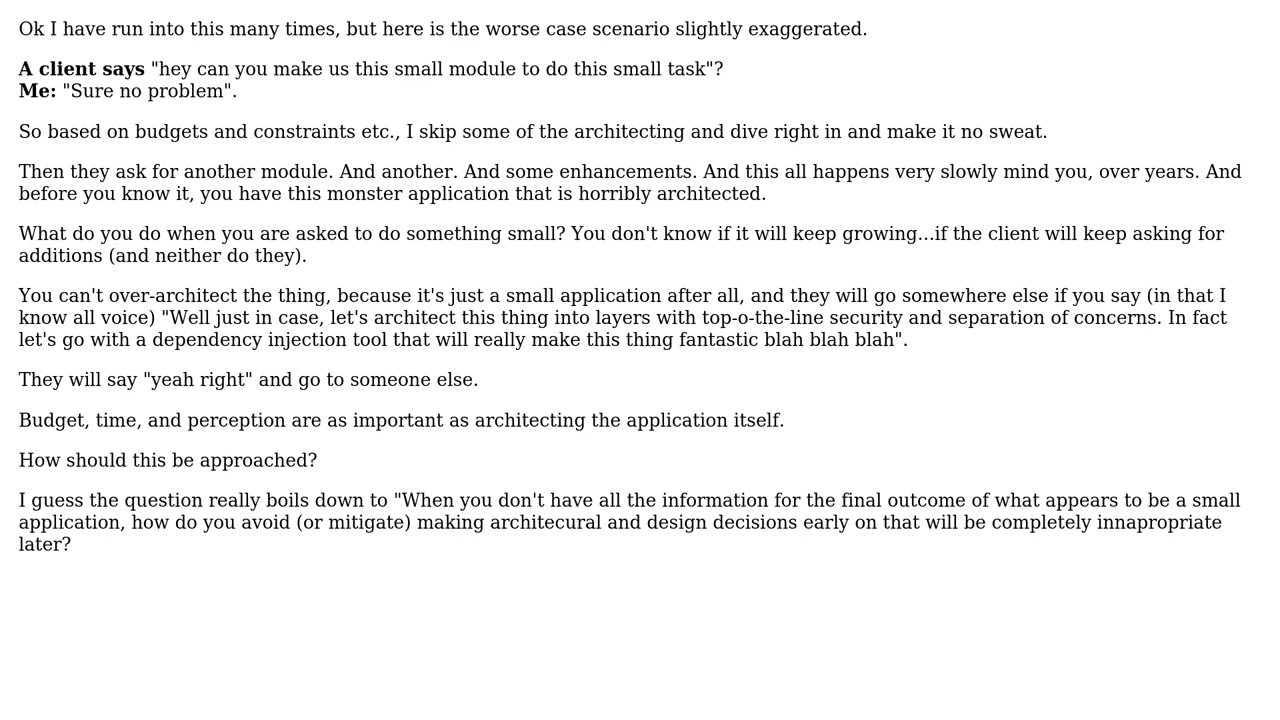 Ok I have run into this many times, but here is the worse case scenario slightly exaggerated.
A client says "hey can you make us this small module to do this small task"?
Me: "Sure no problem".
So based on budgets and constraints etc., I skip some of the architecting and dive right in and make it no sweat.
Then they ask for another module. And another. And some enhancements. And this all happens very slowly mind you, over years. And
before you know it, you have this monster application that is horribly architected.
What do you do when you are asked to do something small? You don't know if it will keep growing...if the client will keep asking for
additions (and neither do they).
You can't over-architect the thing, because it's just a small application after all, and they will go somewhere else if you say (in that I
know all voice) "Well just in case, let's architect this thing into layers with top-o-the-line security and separation of concerns. In fact
let's go with a dependency injection tool that will really make this thing fantastic blah blah blah".
They will say "yeah right" and go to someone else.
Budget, time, and perception are as important as architecting the application itself.
How should this be approached?
I guess the question really boils down to "When you don't have all the information for the final outcome of what appears to be a small
application, how do you avoid (or mitigate) making architecural and design decisions early on that will be completely innapropriate
later?